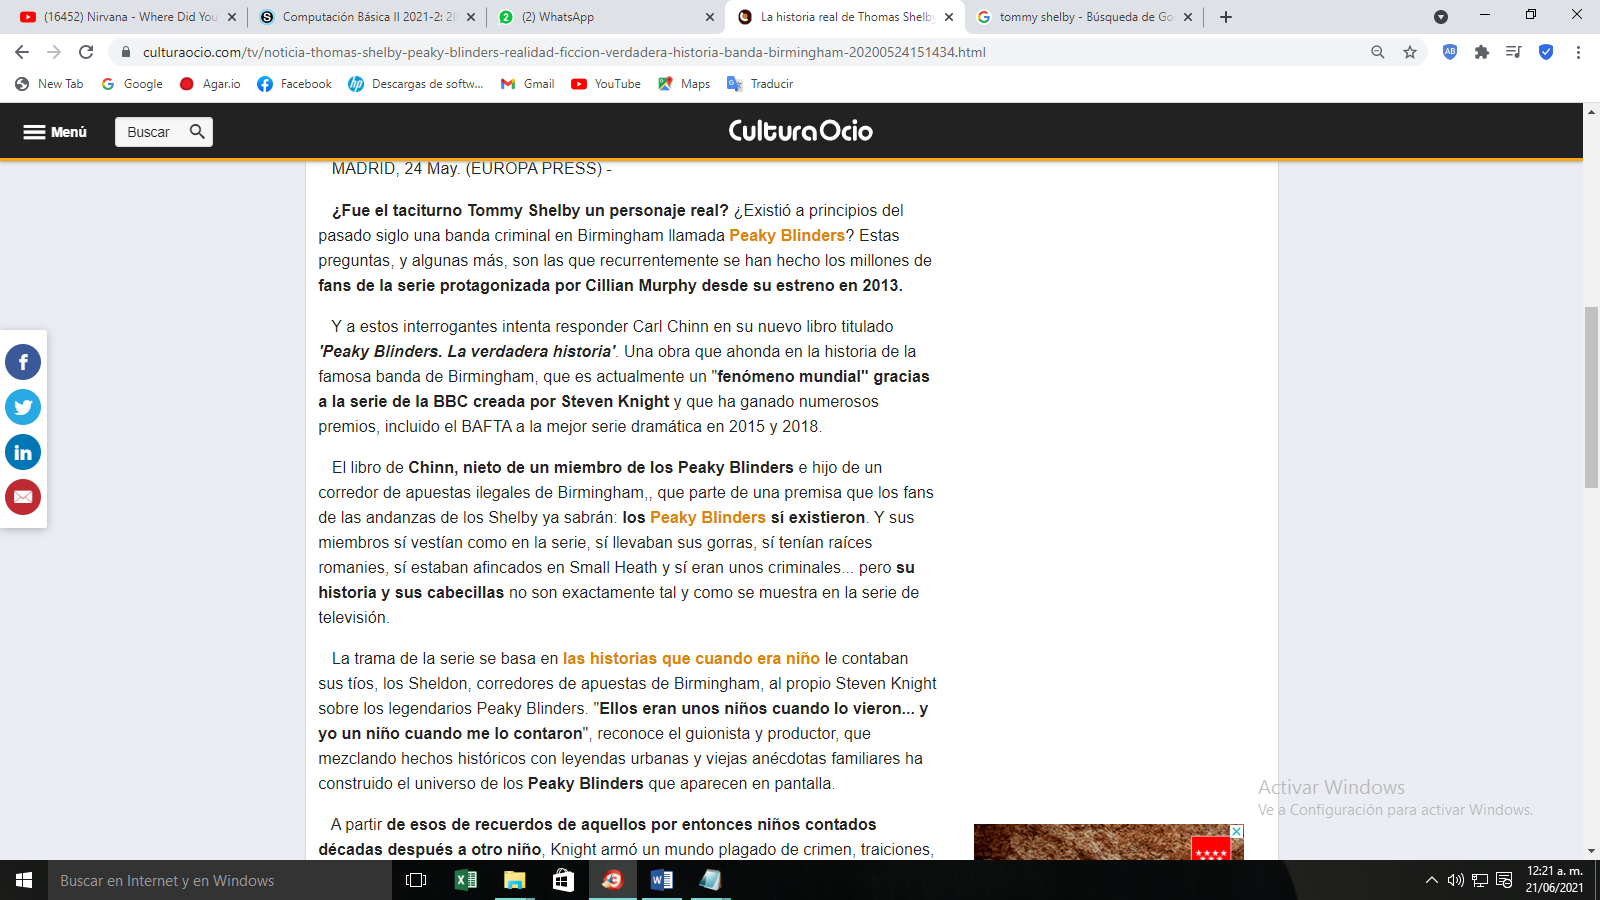 (16452) Nirvana - Where Did You
Computación Básica II 2021-2:
(2) WhatsApp
La historia real de Thomas Shelby
tommy shelby - Búsqueda de Go
culturaocio.com/tv/noticia-thomas-shelby-peaky-blinders-realidad-ficcion-verdadera-historia-banda-birmingham-20200524151434.html
New Tab Google Agar.io Facebook Descargas de softw... Gmail YouTube Maps Traducir
Menú Buscar CulturaOcio
MADRID, 24 May. (EUROPA PRESS) -
¿Fue el taciturno Tommy Shelby un personaje real? ¿Existió a principios del
pasado siglo una banda criminal en Birmingham llamada Peaky Blinders? Estas
preguntas, y algunas más, son las que recurrentemente se han hecho los millones de
fans de la serie protagonizada por Cillian Murphy desde su estreno en 2013.
Y a estos interrogantes intenta responder Carl Chinn en su nuevo libro titulado
'Peaky Blinders. La verdadera historia'. Una obra que ahonda en la historia de la
famosa banda de Birmingham, que es actualmente un "fenómeno mundial" gracias
a la serie de la BBC creada por Steven Knight y que ha ganado numerosos
premios, incluido el BAFTA a la mejor serie dramática en 2015 y 2018.
El libro de Chinn, nieto de un miembro de los Peaky Blinders e hijo de un
corredor de apuestas ilegales de Birmingham,, que parte de una premisa que los fans
de las andanzas de los Shelby ya sabrán: los Peaky Blinders sí existieron. Y sus
miembros sí vestían como en la serie, sí llevaban sus gorras, sí tenían raíces
romanies, sí estaban afincados en Small Heath y sí eran unos criminales... pero su
historia y sus cabecillas no son exactamente tal y como se muestra en la serie de
televisión.
La trama de la serie se basa en las historias que cuando era niño le contaban
sus tíos, los Sheldon, corredores de apuestas de Birmingham, al propio Steven Knight
sobre los legendarios Peaky Blinders. "Ellos eran unos niños cuando lo vieron... y
yo un niño cuando me lo contaron", reconoce el guionista y productor, que
mezclando hechos históricos con leyendas urbanas y viejas anécdotas familiares ha
construido el universo de los Peaky Blinders que aparecen en pantalla.
A partir de esos de recuerdos de aquellos por entonces niños contados
décadas después a otro niño, Knight armó un mundo plagado de crimen, traiciones,
Activar Windows
Ve a Configuración para activar Windows.
Buscar en Internet y en Windows
12:21 a. m.
21/06/2021